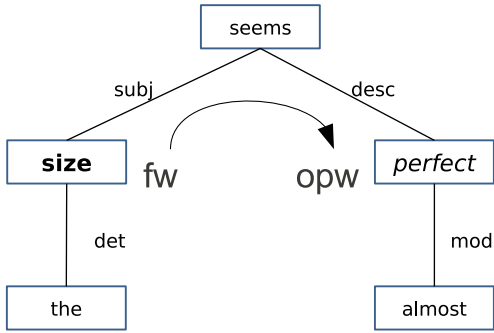 seems
subj desc
size fw opw perfect
det mod
the almost